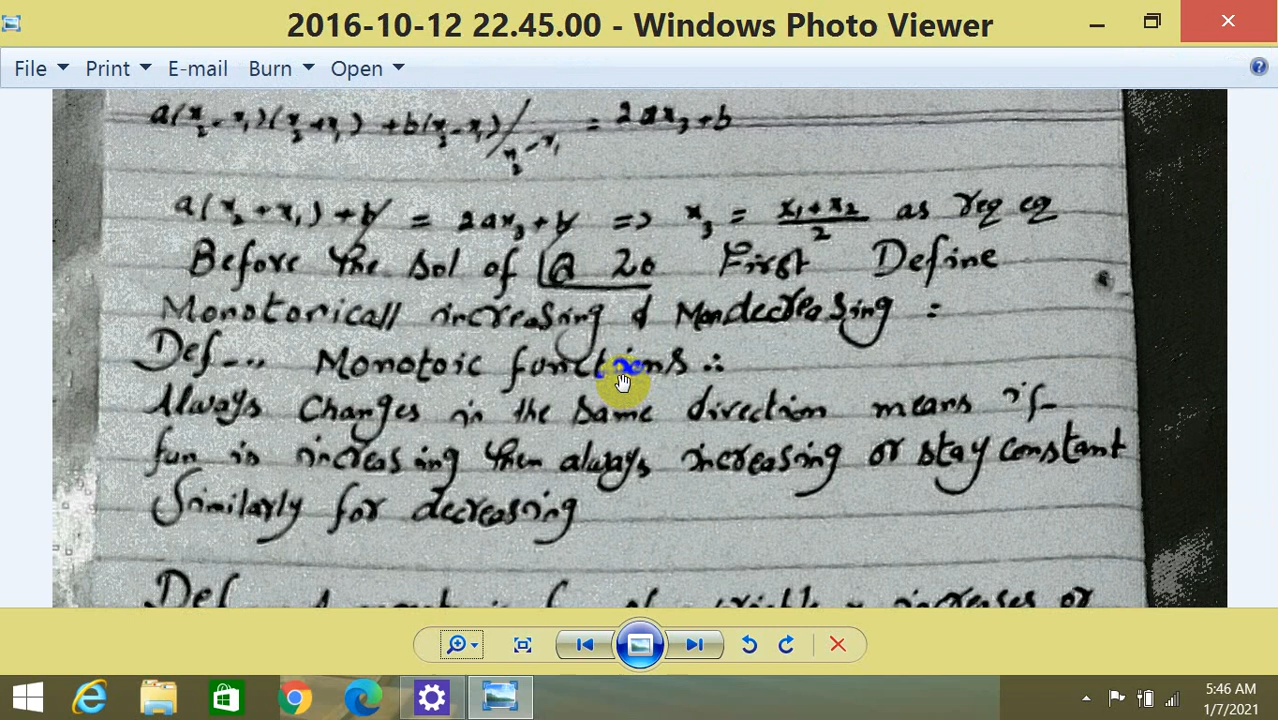 2016-10-12 22.45.00 - Windows Photo Viewer
File Print E-mail Burn Open
a(x₂-x₁)(x₂+x₁) +b(x₂-x₁)/x₂-x₁ = 2ax₃+b
a(x₂+x₁)+b = 2ax₃+b => x₃ = x₁+x₂/2 as req eq
Before the Sol of Q 20 First Define
Monotonicall increasing & Mondecreasing :
Def... Monotoic functions :
Always Changes in the Same direction means if
fun is increasing then always increasing or stay constant
Similarly for decreasing
Def
increases or
5:46 AM
1/7/2021